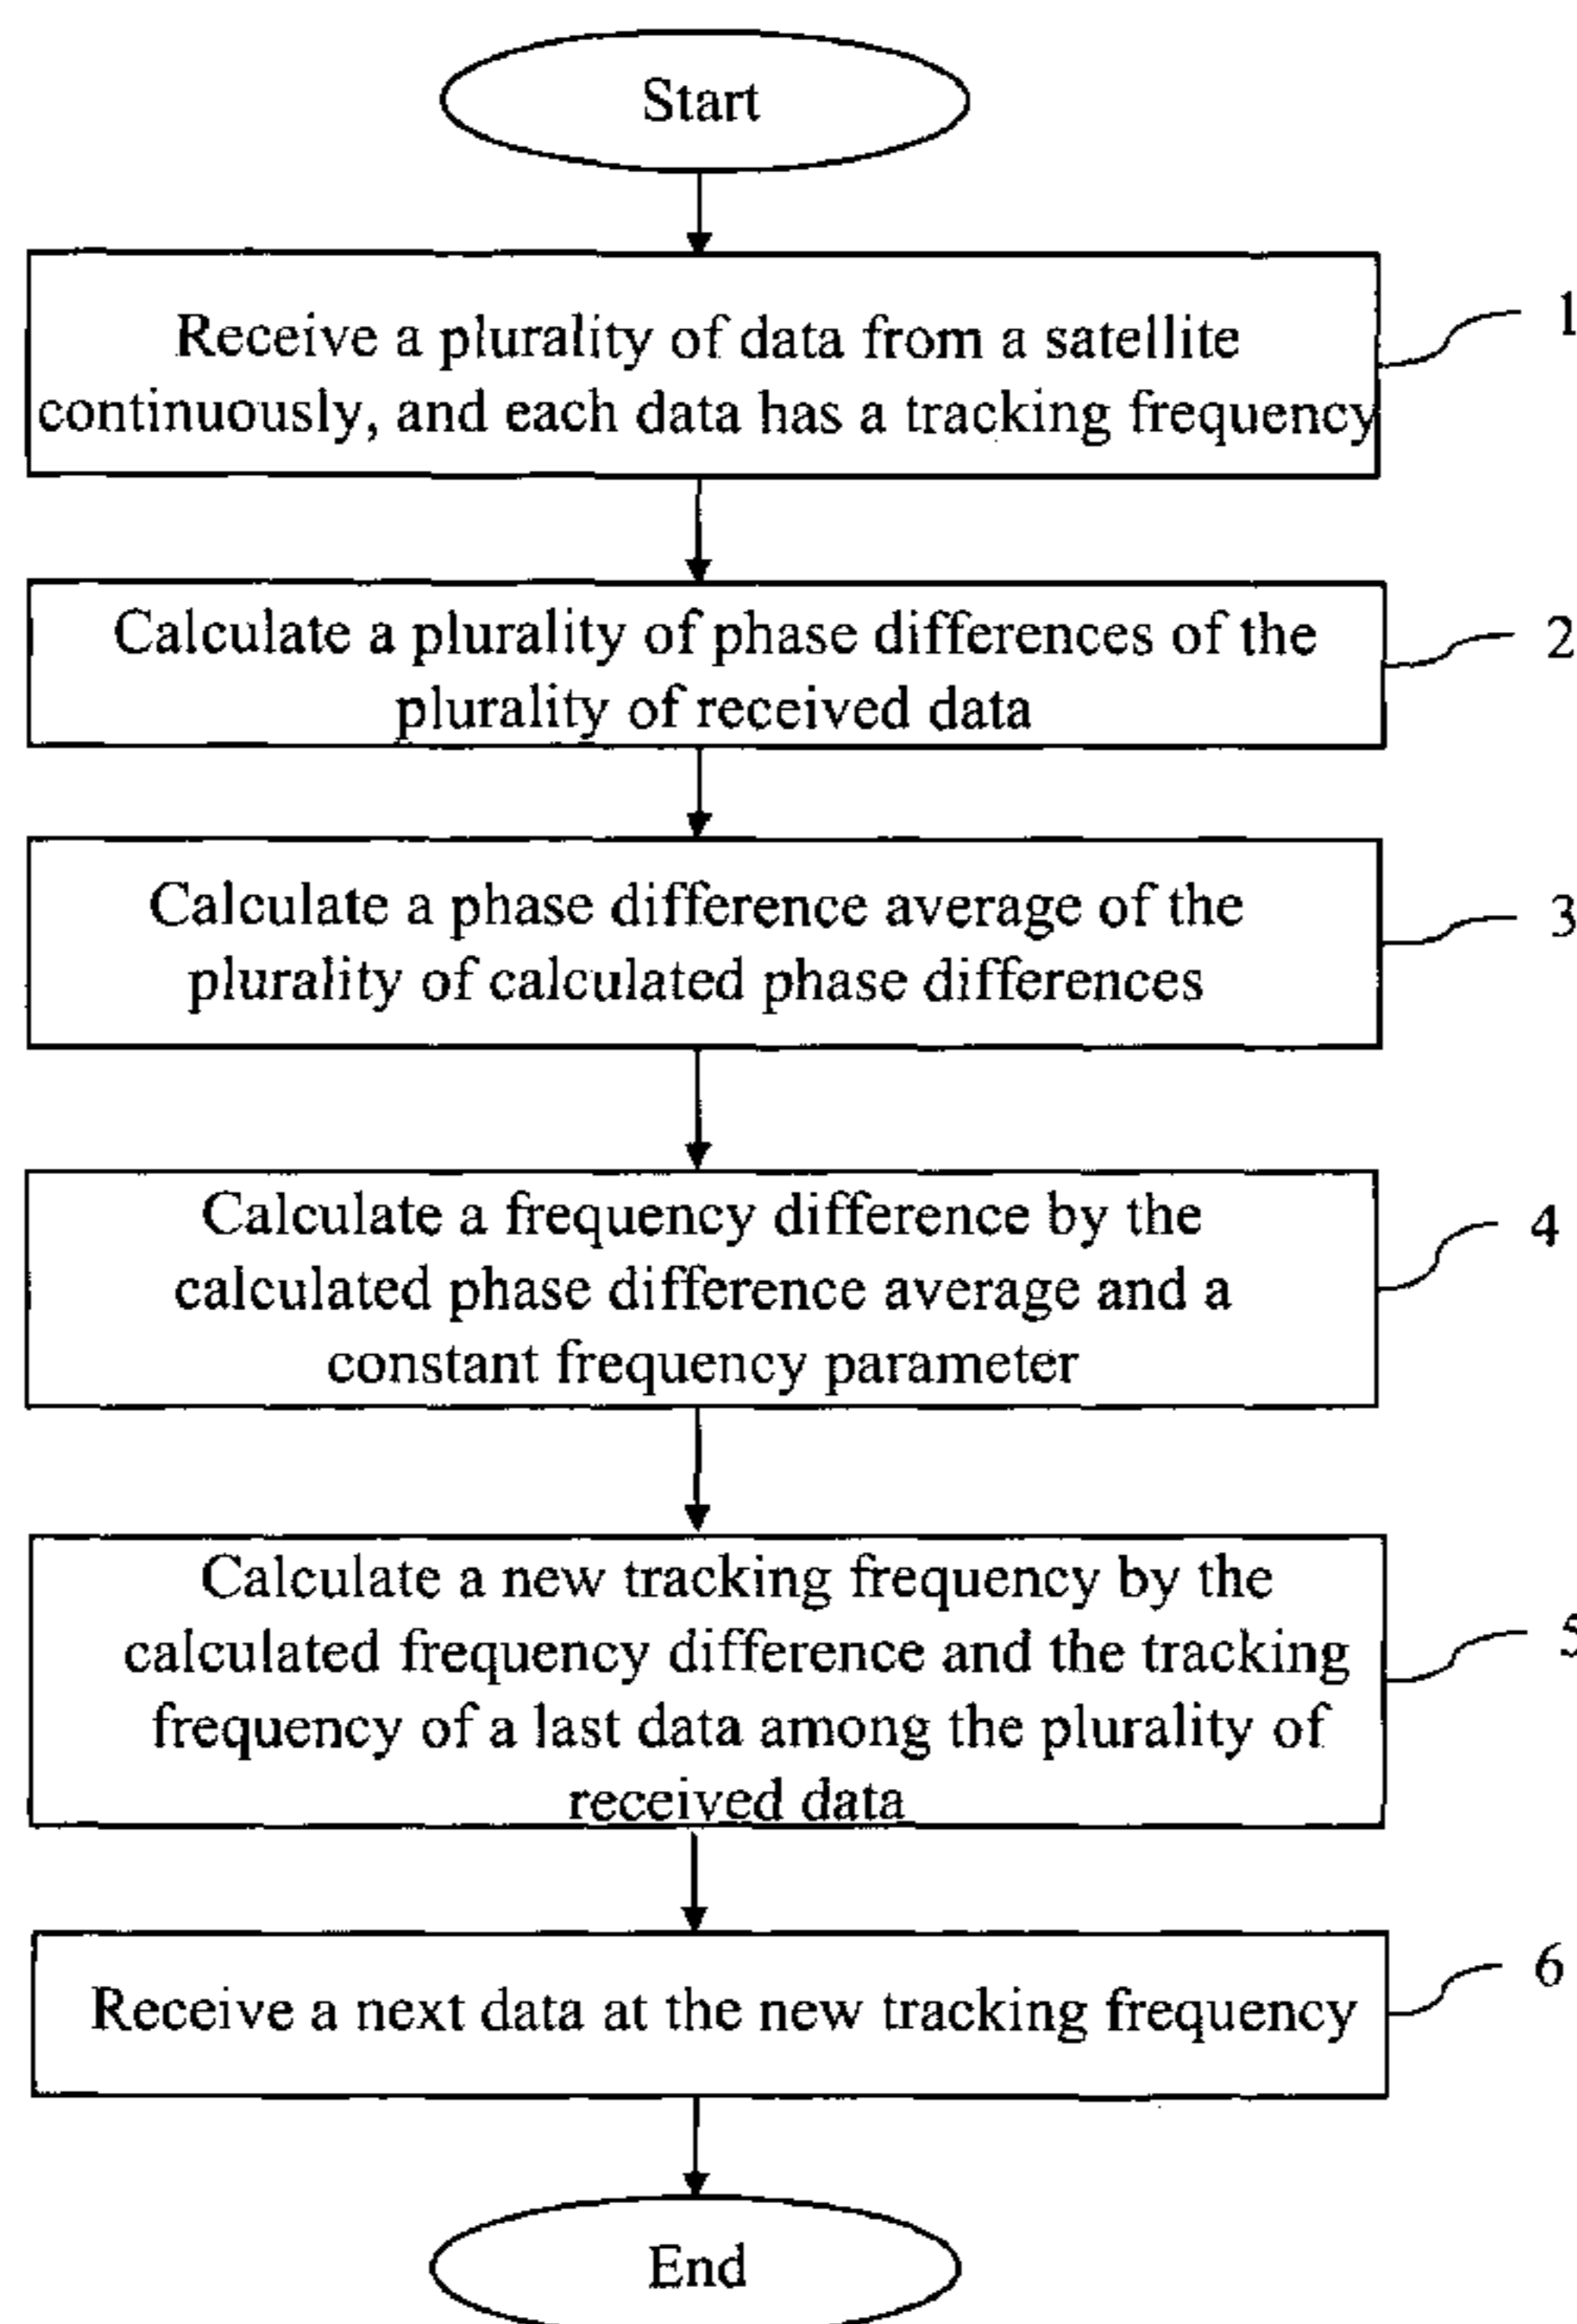 Start
Receive a plurality of data from a satellite
continuously, and each data has a tracking frequency
1
Calculate a plurality of phase differences of the
plurality of received data
2
Calculate a phase difference average of the
plurality of calculated phase differences
3
Calculate a frequency difference by the
calculated phase difference average and a
constant frequency parameter
4
Calculate a new tracking frequency by the
calculated frequency difference and the tracking
frequency of a last data among the plurality of
received data
5
Receive a next data at the new tracking frequency
6
End